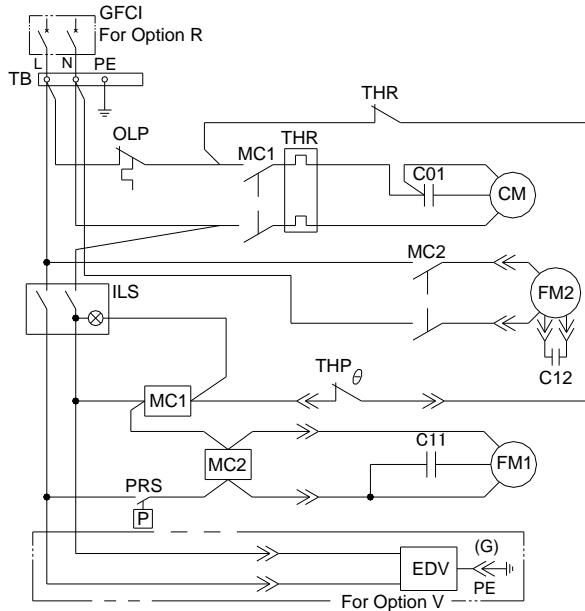 GFCI
For Option R
L N PE
TB
THR
OLP
MC1 THR
C01
CM
MC2
ILS
FM2
C12
THP θ
MC1
C11
MC2
FM1
PRS
P
(G)
EDV
PE
For Option V